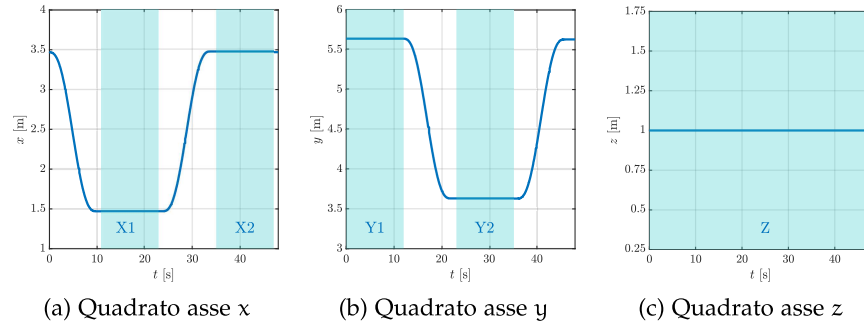 4
3.5
3
2.5
2
1.5
1
x [m]
X1
X2
0
10
20
30
40
t [s]
(a) Quadrato asse x
6
5.5
5
4.5
4
3.5
3
y [m]
Y1
Y2
0
10
20
30
40
t [s]
(b) Quadrato asse y
1.75
1.5
1.25
1
0.75
0.5
0.25
z [m]
Z
0
10
20
30
40
t [s]
(c) Quadrato asse z